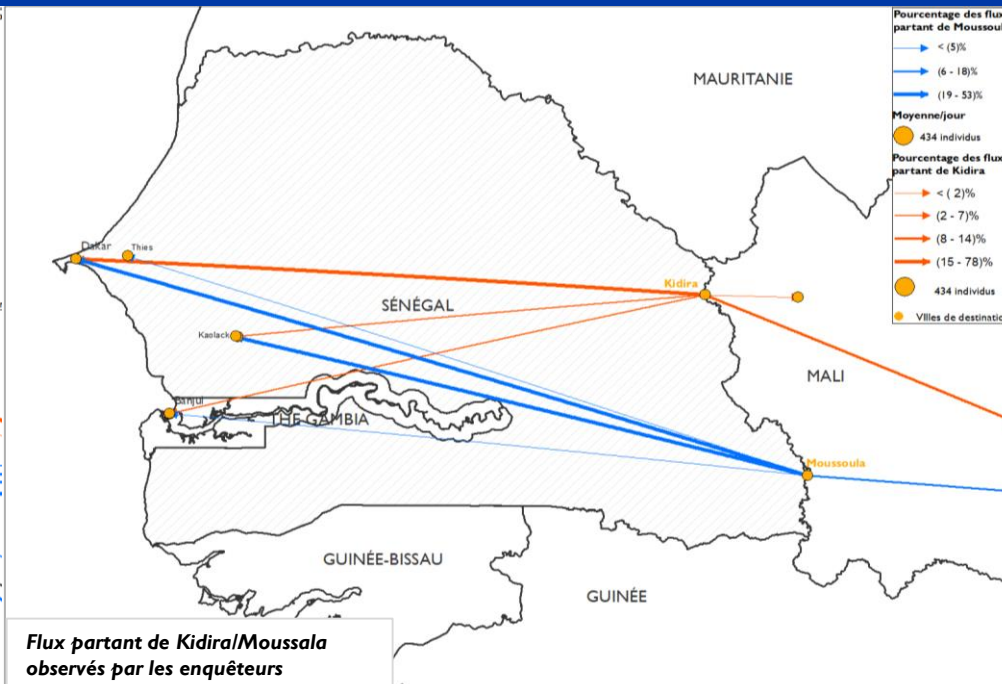 Pourcentage des flux
partant de Moussoul
< (5)%
(6 - 18)%
(19 - 53)%
Moyenne/jour
434 individus
Pourcentage des flux
partant de Kidira
< ( 2)%
(2 - 7)%
(8 - 14)%
(15 - 78)%
434 individus
VIlles de destinatio
MAURITANIE
Dakar
Thies
Kidira
SÉNÉGAL
Kaolack
MALI
Banjul
THE GAMBIA
Moussoula
GUINÉE-BISSAU
GUINÉE
Flux partant de Kidira/Moussala
observés par les enquêteurs